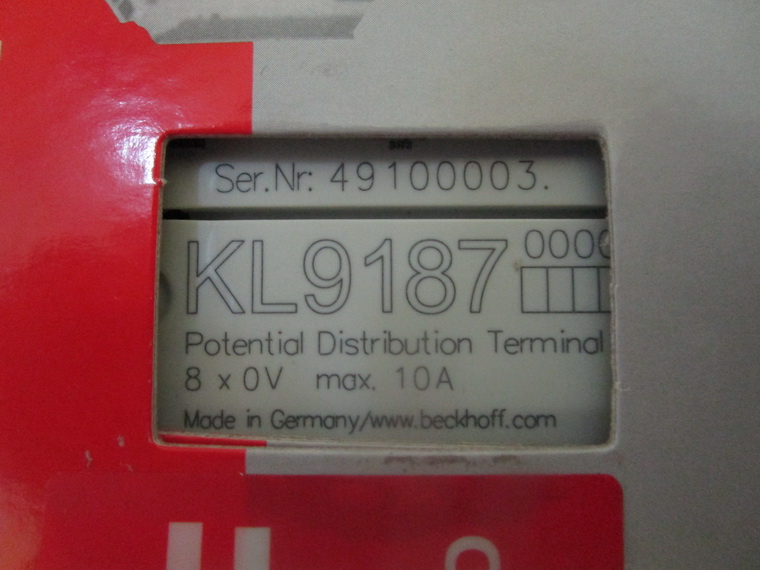 Ser.Nr: 49100003.
KL9187
Potential Distribution Terminal
8 x 0V max. 10A
Made in Germany/www.beckhoff.com